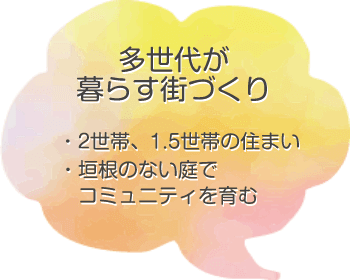 多世代が
暮らす街づくり
・2世帯、1.5世帯の住まい
・垣根のない庭で
コミュニティを育む